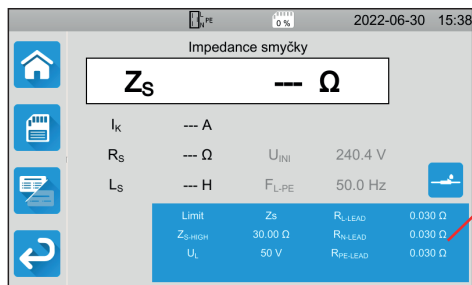 L N PE 0 % 2022-06-30 15:38
Impedance smyčky
ZS --- Ω
IK --- A
RS --- Ω UINI 240.4 V
LS --- H FL-PE 50.0 Hz
Limit Zs RL-LEAD 0.030 Ω
ZS-HIGH 30.00 Ω RN-LEAD 0.030 Ω
UL 50 V RPE-LEAD 0.030 Ω